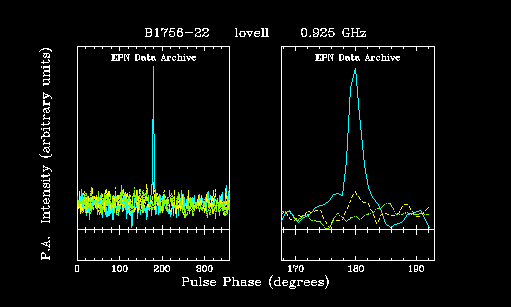 B1756-22 lovell 0.925 GHz
EPN Data Archive EPN Data Archive
P.A. Intensity (arbitrary units)
0 100 200 300 170 180 190
Pulse Phase (degrees)